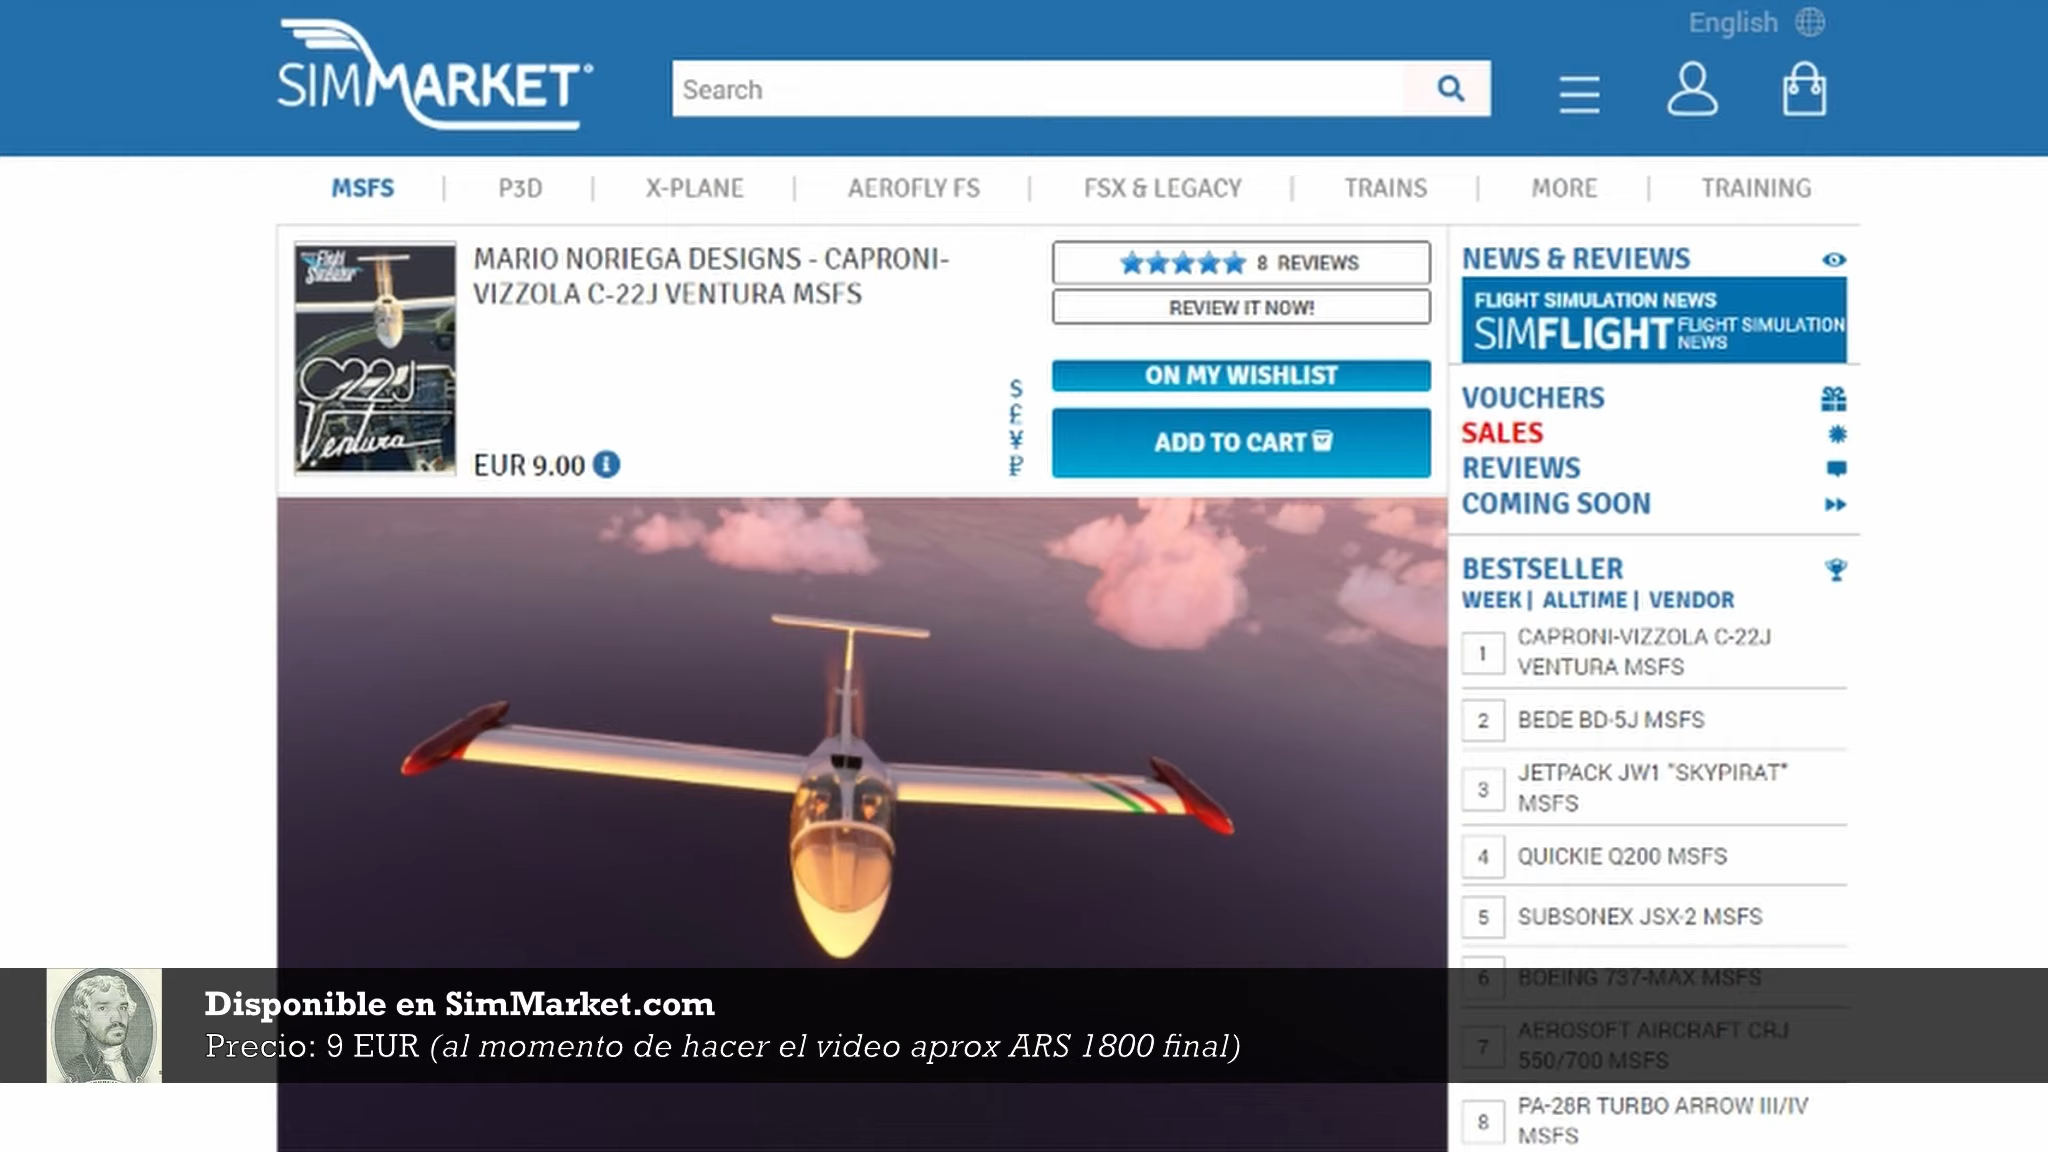 English
SIMMARKET
Search
MSFS
P3D
X-PLANE
AEROFLY FS
FSX & LEGACY
TRAINS
MORE
TRAINING
Flight
Simulator
C22J
Ventura
MARIO NORIEGA DESIGNS - CAPRONI-
VIZZOLA C-22J VENTURA MSFS
EUR 9.00
$
£
¥
₽
8 REVIEWS
REVIEW IT NOW!
ON MY WISHLIST
ADD TO CART
NEWS & REVIEWS
FLIGHT SIMULATION NEWS
SIMFLIGHT FLIGHT SIMULATION
NEWS
VOUCHERS
SALES
REVIEWS
COMING SOON
BESTSELLER
WEEK | ALLTIME | VENDOR
1 CAPRONI-VIZZOLA C-22J
VENTURA MSFS
2 BEDE BD-5J MSFS
3 JETPACK JW1 "SKYPIRAT"
MSFS
4 QUICKIE Q200 MSFS
5 SUBSONEX JSX-2 MSFS
6 BOEING 737-MAX MSFS
7 AEROSOFT AIRCRAFT CRJ
550/700 MSFS
8 PA-28R TURBO ARROW III/IV
MSFS
Disponible en SimMarket.com
Precio: 9 EUR (al momento de hacer el video aprox ARS 1800 final)